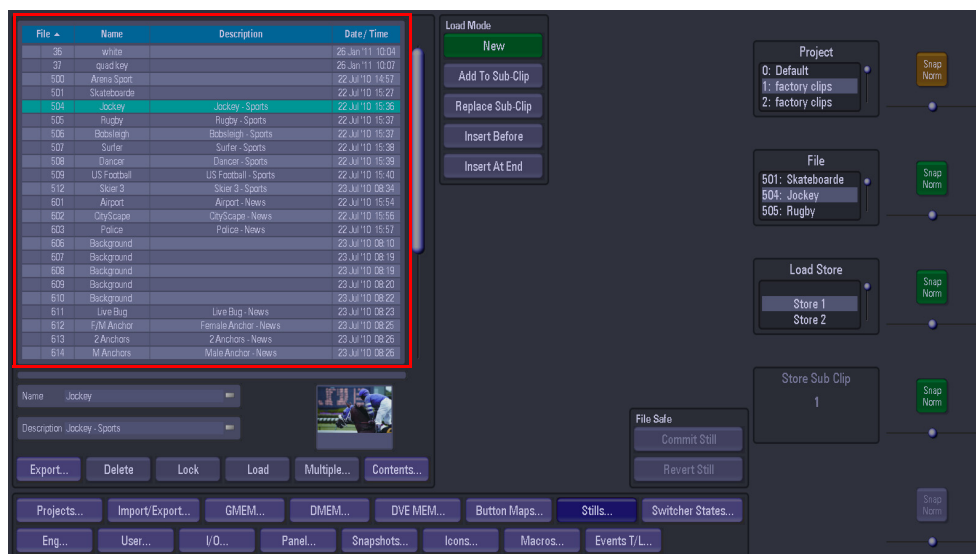 File Name Description Date/ Time
36 white 26 Jan '11 10:04
37 quad key 26 Jan '11 10:07
500 Arena Sport 22 Jul '10 14:57
501 Skateboarde 22 Jul '10 15:27
504 Jockey Jockey - Sports 22 Jul '10 15:36
505 Rugby Rugby - Sports 22 Jul '10 15:37
506 Bobsleigh Bobsleigh - Sports 22 Jul '10 15:37
507 Surfer Surfer - Sports 22 Jul '10 15:38
508 Dancer Dancer - Sports 22 Jul '10 15:39
509 US Football US Football - Sports 22 Jul '10 15:40
512 Skier 3 Skier 3 - Sports 23 Jul '10 08:34
601 Airport Airport - News 22 Jul '10 15:54
602 CityScape CityScape - News 22 Jul '10 15:56
603 Police Police - News 22 Jul '10 15:57
606 Background 23 Jul '10 08:10
607 Background 23 Jul '10 08:19
608 Background 23 Jul '10 08:19
609 Background 23 Jul '10 08:20
610 Background 23 Jul '10 08:22
611 Live Bug Live Bug - News 23 Jul '10 08:23
612 F/M Anchor Female Anchor - News 23 Jul '10 08:25
613 2 Anchors 2 Anchors - News 23 Jul '10 08:26
614 M Anchors Male Anchor - News 23 Jul '10 08:26
Name Jockey
Description Jockey - Sports
Export... Delete Lock Load Multiple... Contents...
Load Mode
New
Add To Sub-Clip
Replace Sub-Clip
Insert Before
Insert At End
File Safe
Commit Still
Revert Still
Project
0: Default
1: factory clips
2: factory clips
Snap
Norm
File
501: Skateboarde
504: Jockey
505: Rugby
Snap
Norm
Load Store
Store 1
Store 2
Snap
Norm
Store Sub Clip
1
Snap
Norm
Snap
Norm
Projects... Import/Export... GMEM... DMEM... DVE MEM... Button Maps... Stills... Switcher States...
Eng... User... I/O... Panel... Snapshots... Icons... Macros... Events T/L...